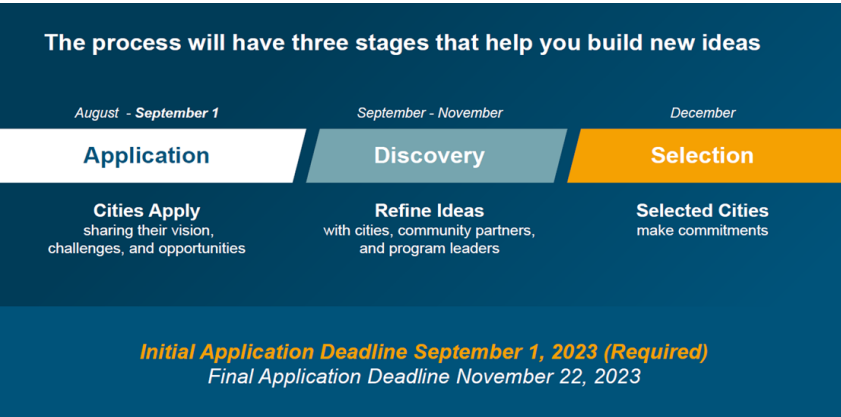 The process will have three stages that help you build new ideas
August - September 1
September - November
December
Application
Discovery
Selection
Cities Apply
sharing their vision,
challenges, and opportunities
Refine Ideas
with cities, community partners,
and program leaders
Selected Cities
make commitments
Initial Application Deadline September 1, 2023 (Required)
Final Application Deadline November 22, 2023